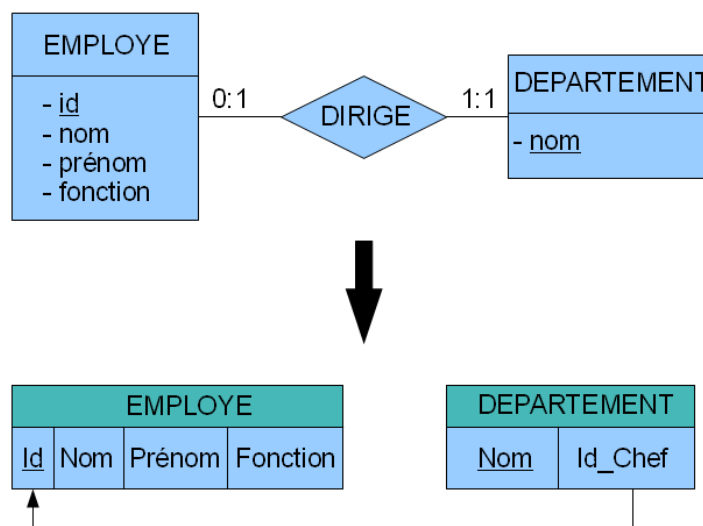 EMPLOYE
- id
- nom
- prénom
- fonction
0:1
DIRIGE
1:1
DEPARTEMENT
- nom
EMPLOYE
Id Nom Prénom Fonction
DEPARTEMENT
Nom Id_Chef